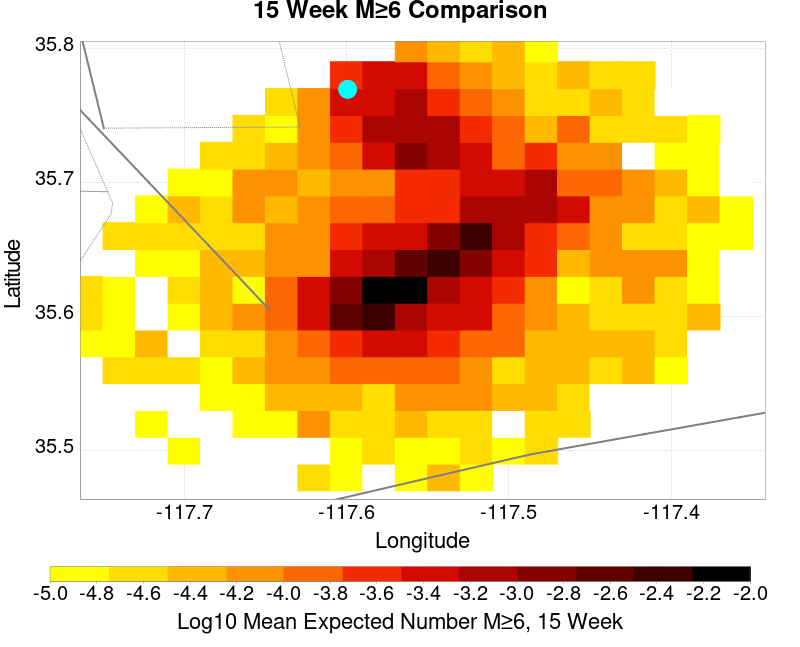 15 Week M≥6 Comparison
35.8
35.7
35.6
35.5
Latitude
-117.7 -117.6 -117.5 -117.4
Longitude
-5.0 -4.8 -4.6 -4.4 -4.2 -4.0 -3.8 -3.6 -3.4 -3.2 -3.0 -2.8 -2.6 -2.4 -2.2 -2.0
Log10 Mean Expected Number M≥6, 15 Week